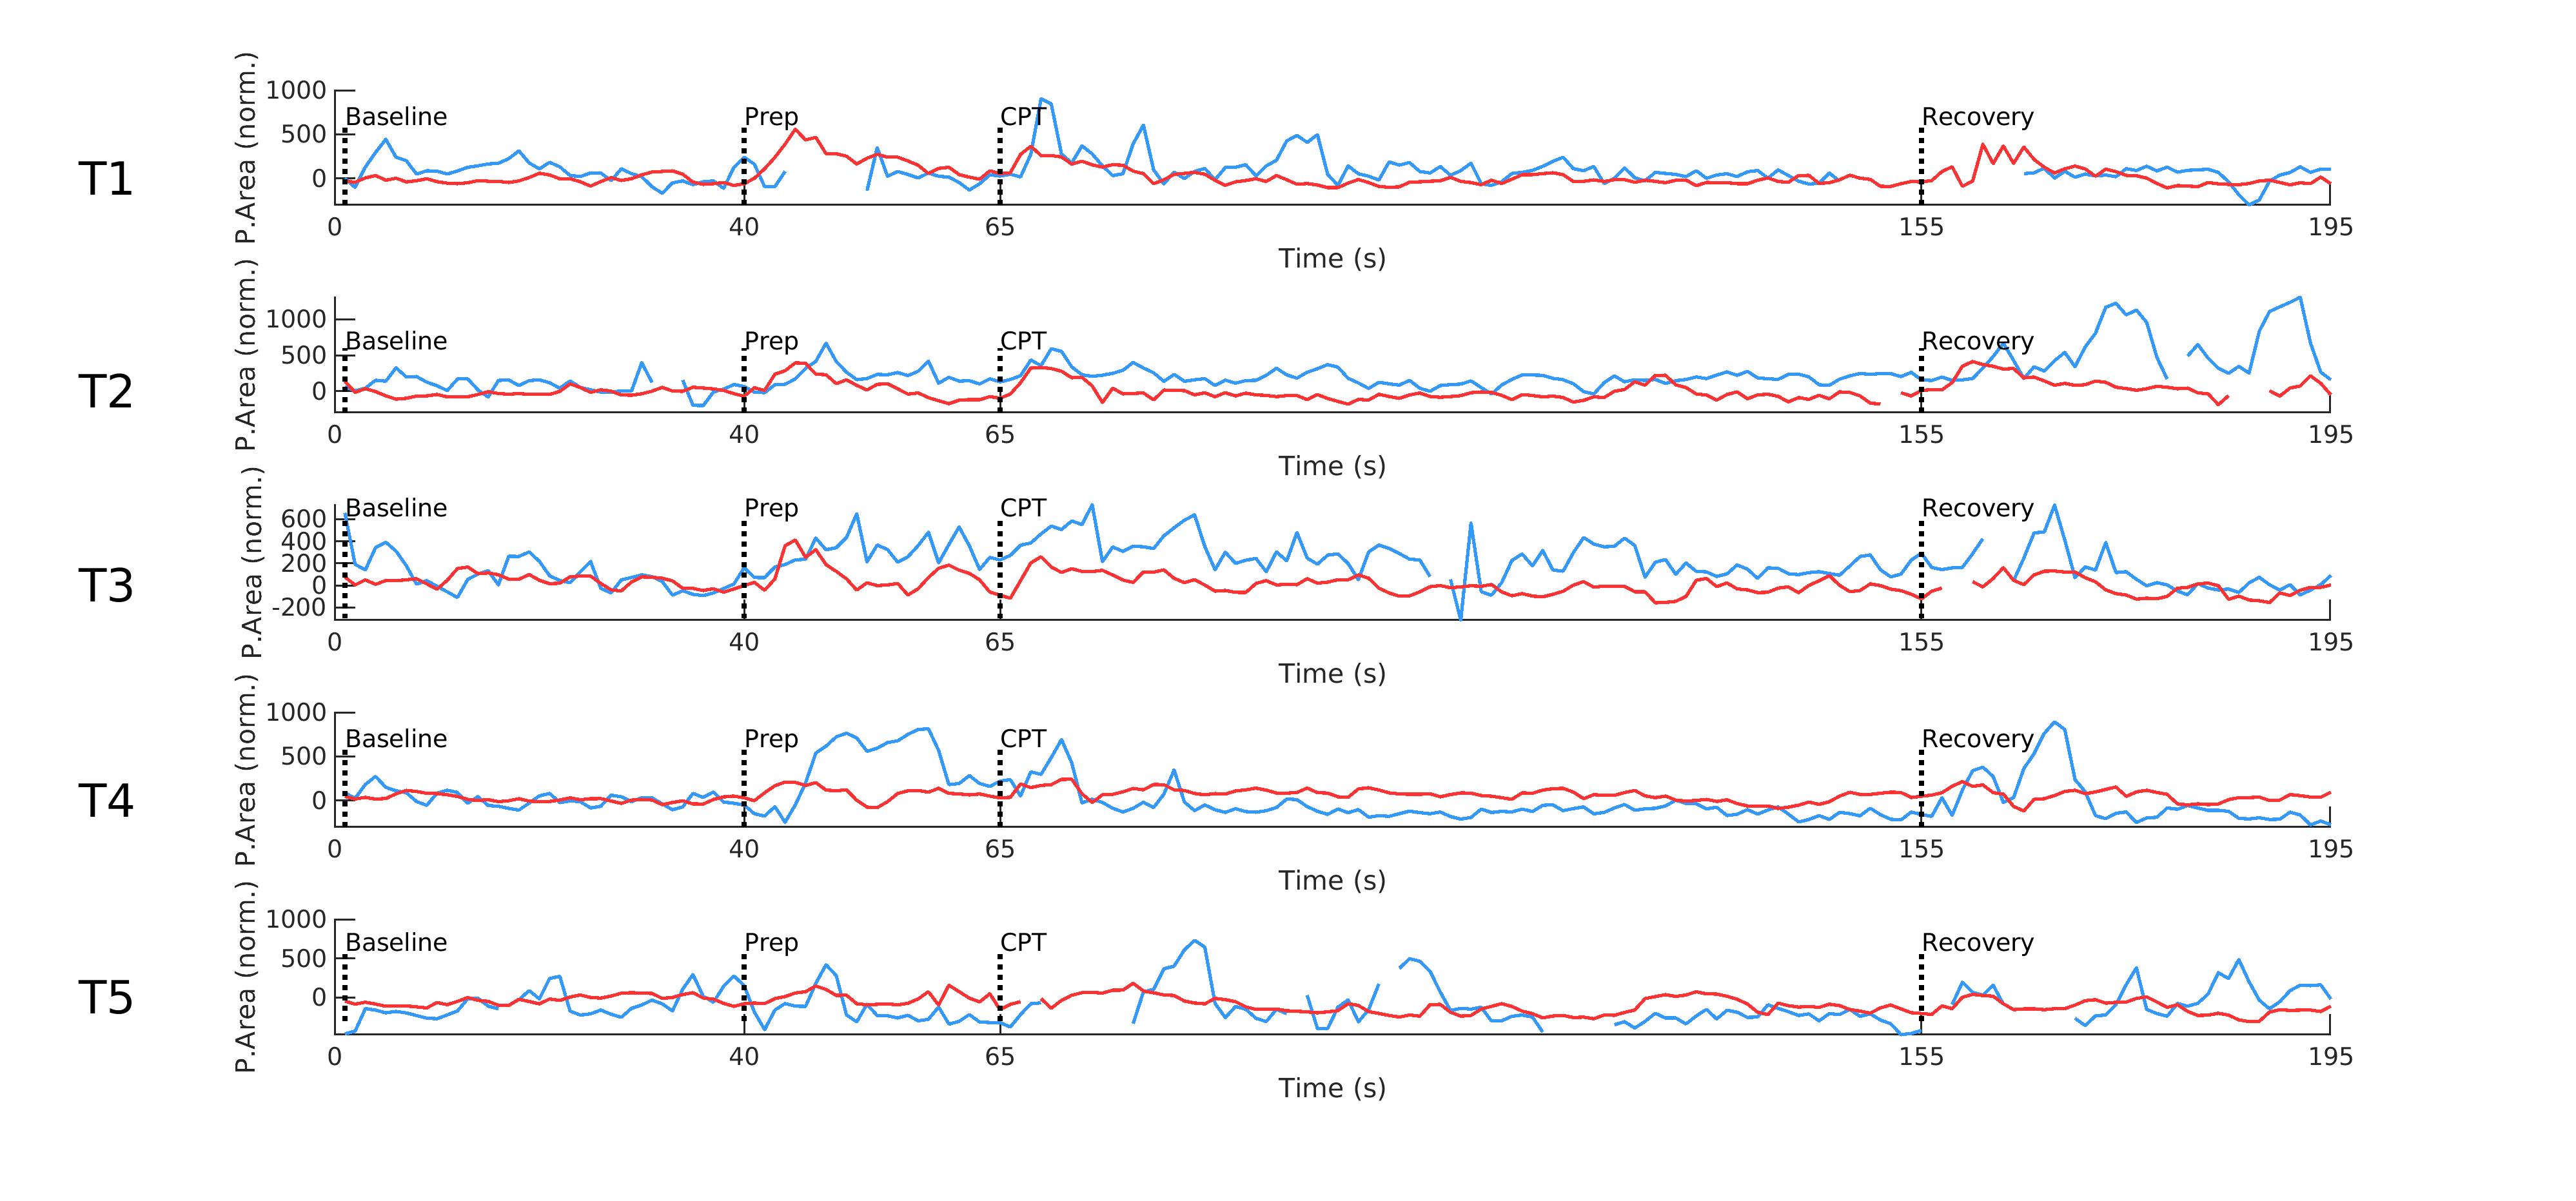 T1
P.Area (norm.)
1000
500
0
Baseline
Prep
CPT
Recovery
0 40 65 155 195
Time (s)
T2
P.Area (norm.)
1000
500
0
Baseline
Prep
CPT
Recovery
0 40 65 155 195
Time (s)
T3
P.Area (norm.)
600
400
200
0
-200
Baseline
Prep
CPT
Recovery
0 40 65 155 195
Time (s)
T4
P.Area (norm.)
1000
500
0
Baseline
Prep
CPT
Recovery
0 40 65 155 195
Time (s)
T5
P.Area (norm.)
1000
500
0
Baseline
Prep
CPT
Recovery
0 40 65 155 195
Time (s)